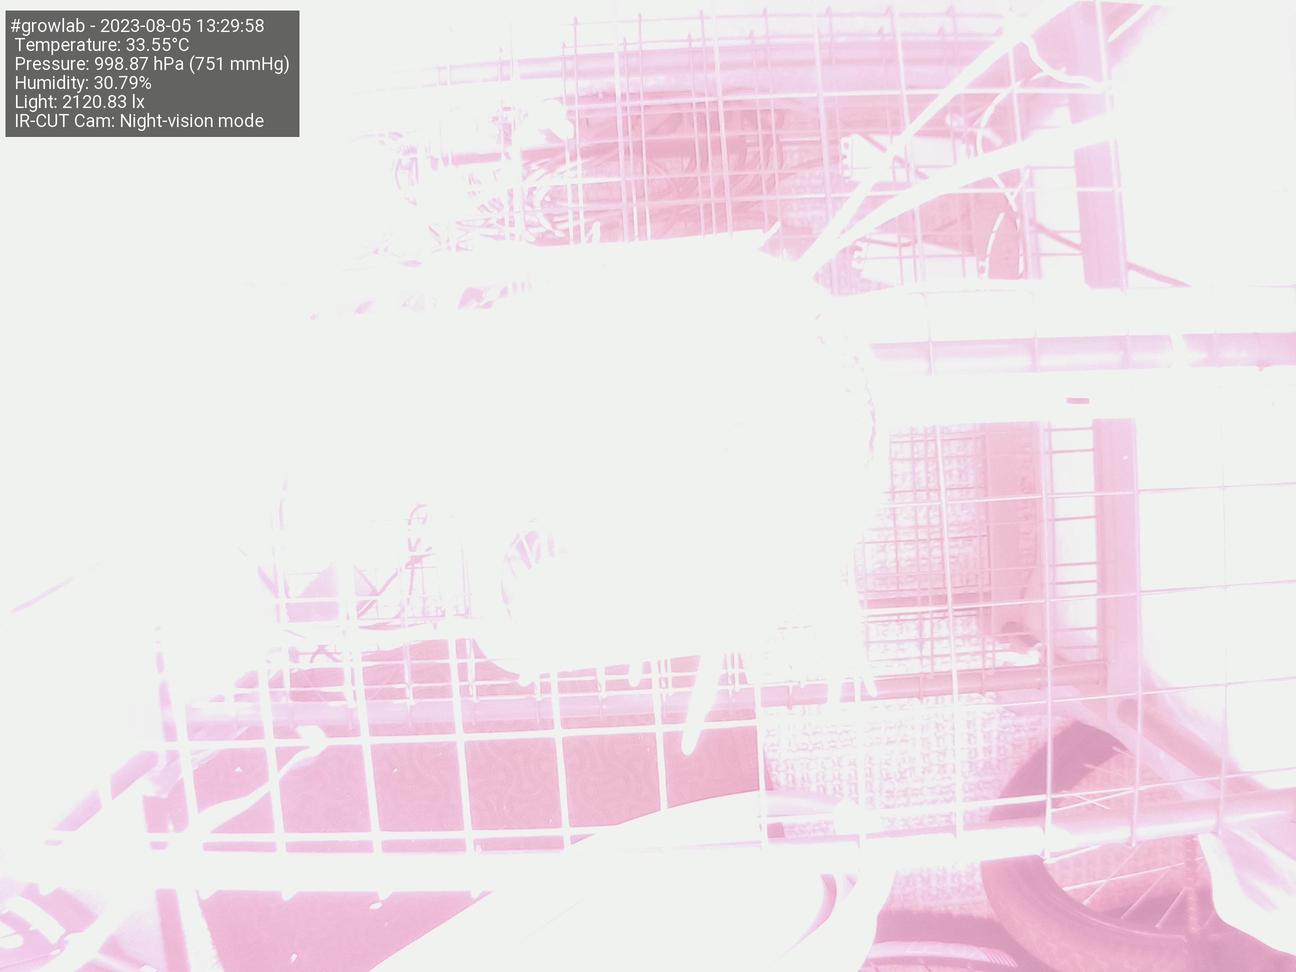 #growlab - 2023-08-05 13:29:58
Temperature: 33.55°C
Pressure: 998.87 hPa (751 mmHg)
Humidity: 30.79%
Light: 2120.83 lx
IR-CUT Cam: Night-vision mode